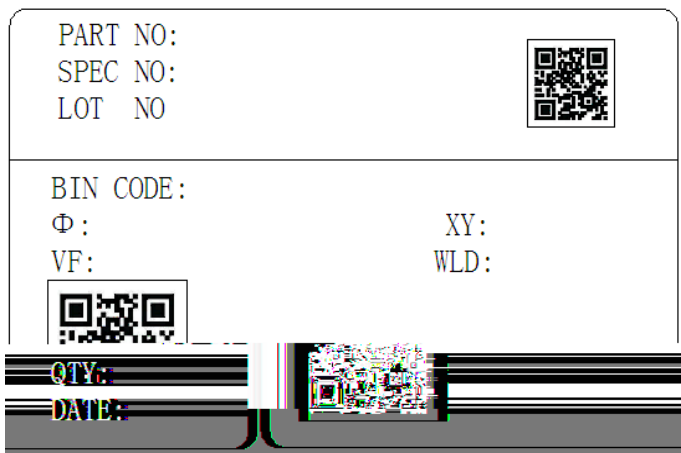 PART NO:
SPEC NO:
LOT NO
BIN CODE:
Φ: XY:
VF: WLD:
QTY:
DATE: